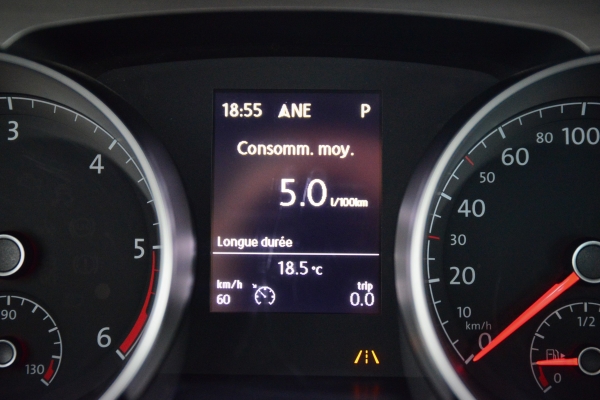 18:55 ANE P
Consomm. moy.
5.0 l/100km
Longue durée
18.5 °c
km/h trip
60 0.0
3
4
5
6
90
130
100
80
60
50
40
30
20
10
km/h
0
1/2
0